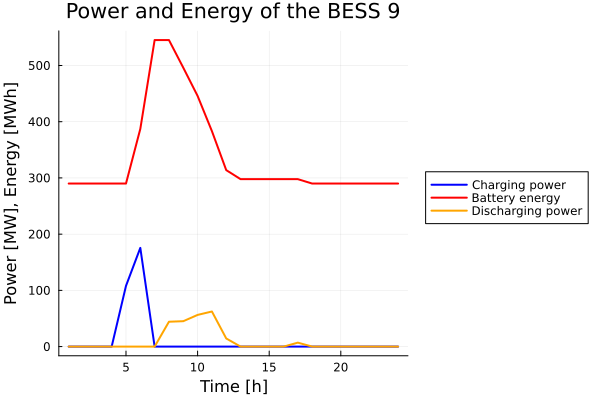 Power and Energy of the BESS 9
Power [MW], Energy [MWh]
500
400
300
200
100
0
5
10
15
20
Time [h]
Charging power
Battery energy
Discharging power